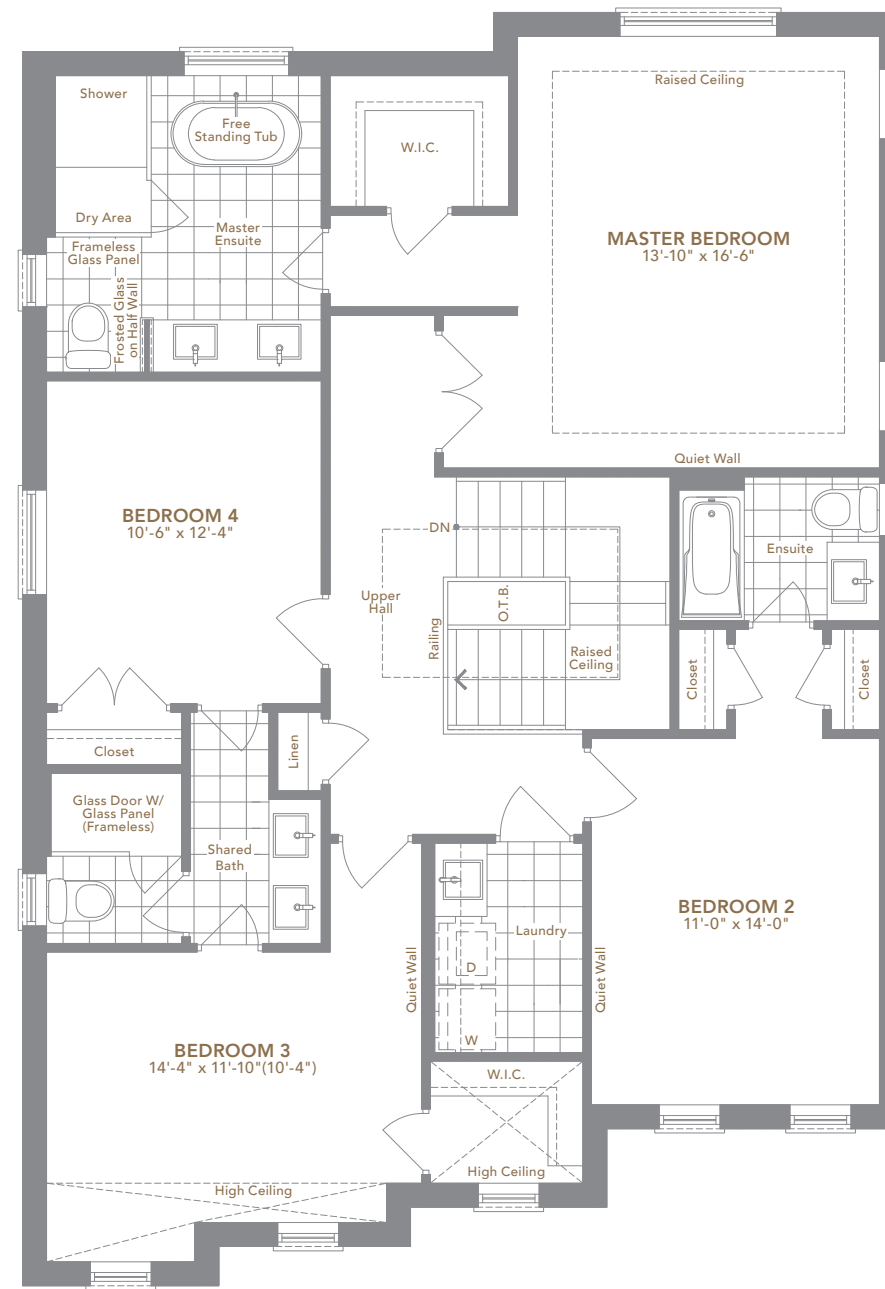 Shower
Free
Standing Tub
Raised Ceiling
W.I.C.
Dry Area
Master
Ensuite
MASTER BEDROOM
13'-10" x 16'-6"
Frameless
Glass Panel
Frosted Glass
on Half Wall
Quiet Wall
BEDROOM 4
10'-6" x 12'-4"
DN
Ensuite
Upper
Hall
O.T.B.
Railing
Raised
Ceiling
Closet
Closet
Closet
Linen
Glass Door W/
Glass Panel
(Frameless)
Shared
Bath
BEDROOM 2
11'-0" x 14'-0"
Laundry
Quiet Wall
Quiet Wall
D
W
BEDROOM 3
14'-4" x 11'-10"(10'-4")
W.I.C.
High Ceiling
High Ceiling